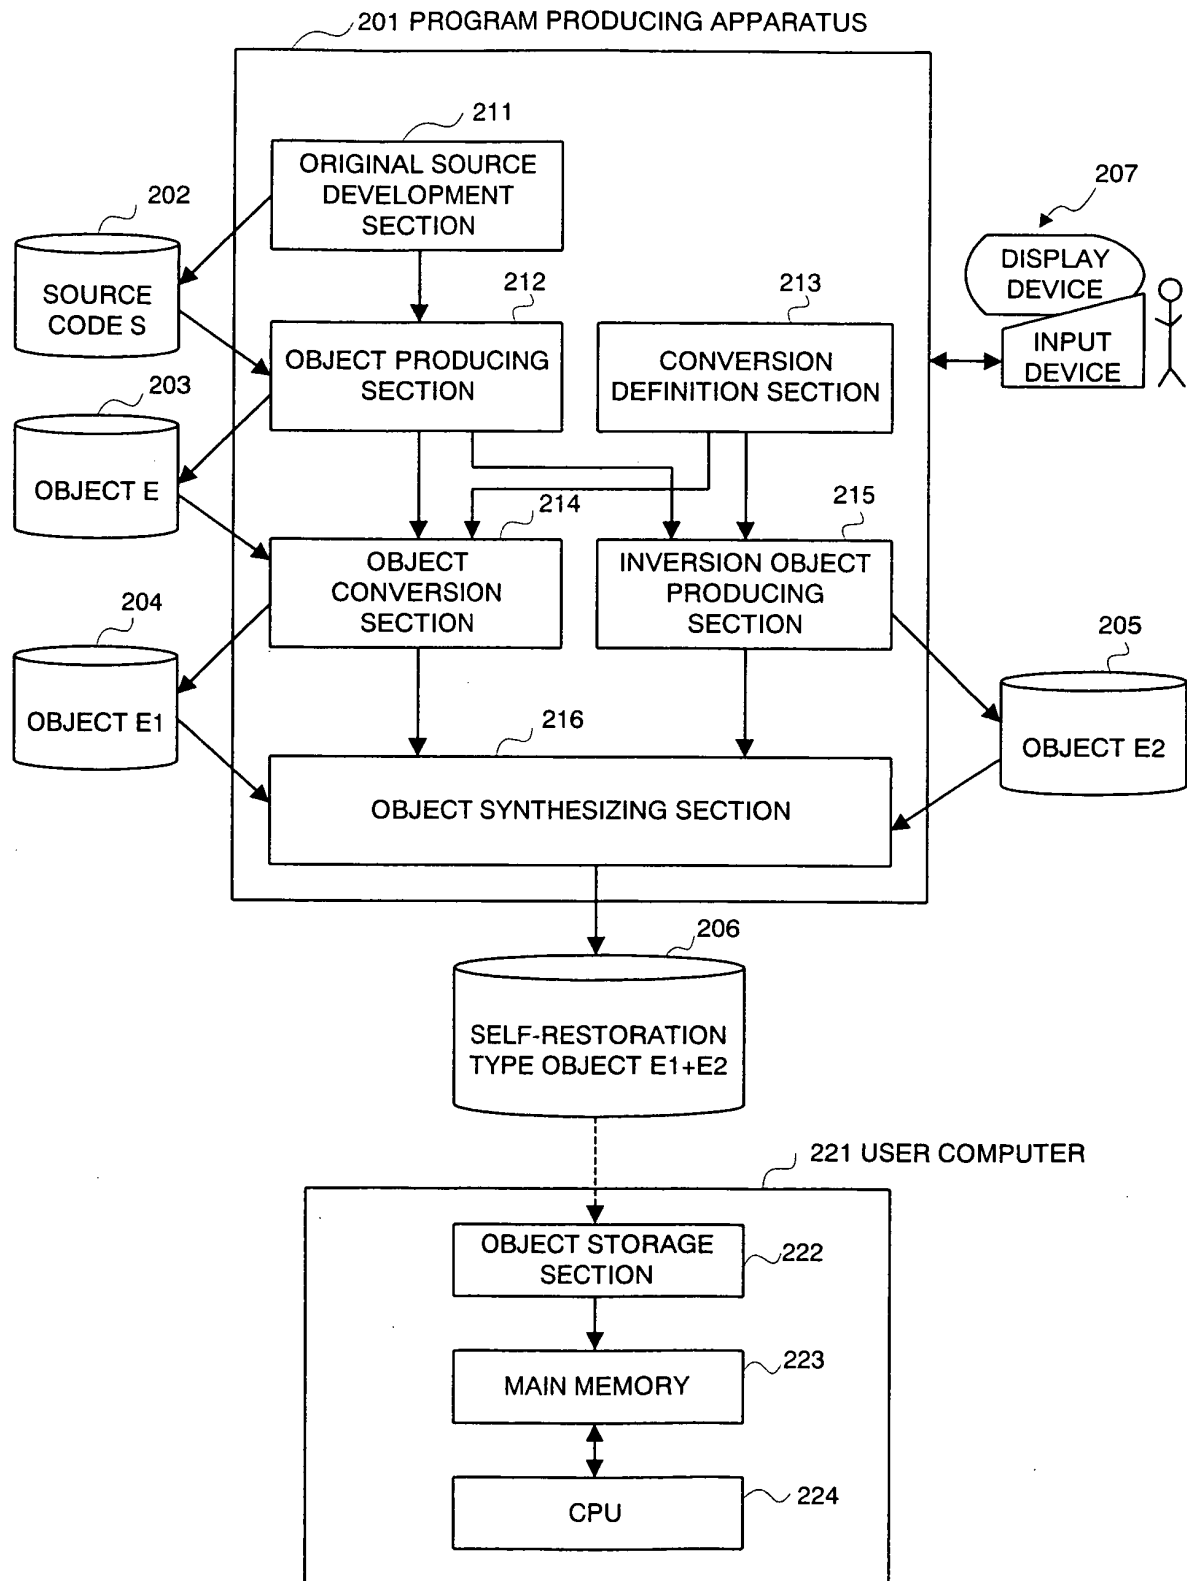 201 PROGRAM PRODUCING APPARATUS
211
ORIGINAL SOURCE
DEVELOPMENT
SECTION
202
SOURCE
CODE S
207
DISPLAY
DEVICE
INPUT
DEVICE
212
OBJECT PRODUCING
SECTION
213
CONVERSION
DEFINITION SECTION
203
OBJECT E
214
OBJECT
CONVERSION
SECTION
215
INVERSION OBJECT
PRODUCING
SECTION
204
OBJECT E1
205
OBJECT E2
216
OBJECT SYNTHESIZING SECTION
206
SELF-RESTORATION
TYPE OBJECT E1+E2
221 USER COMPUTER
OBJECT STORAGE
SECTION
222
MAIN MEMORY
223
CPU
224